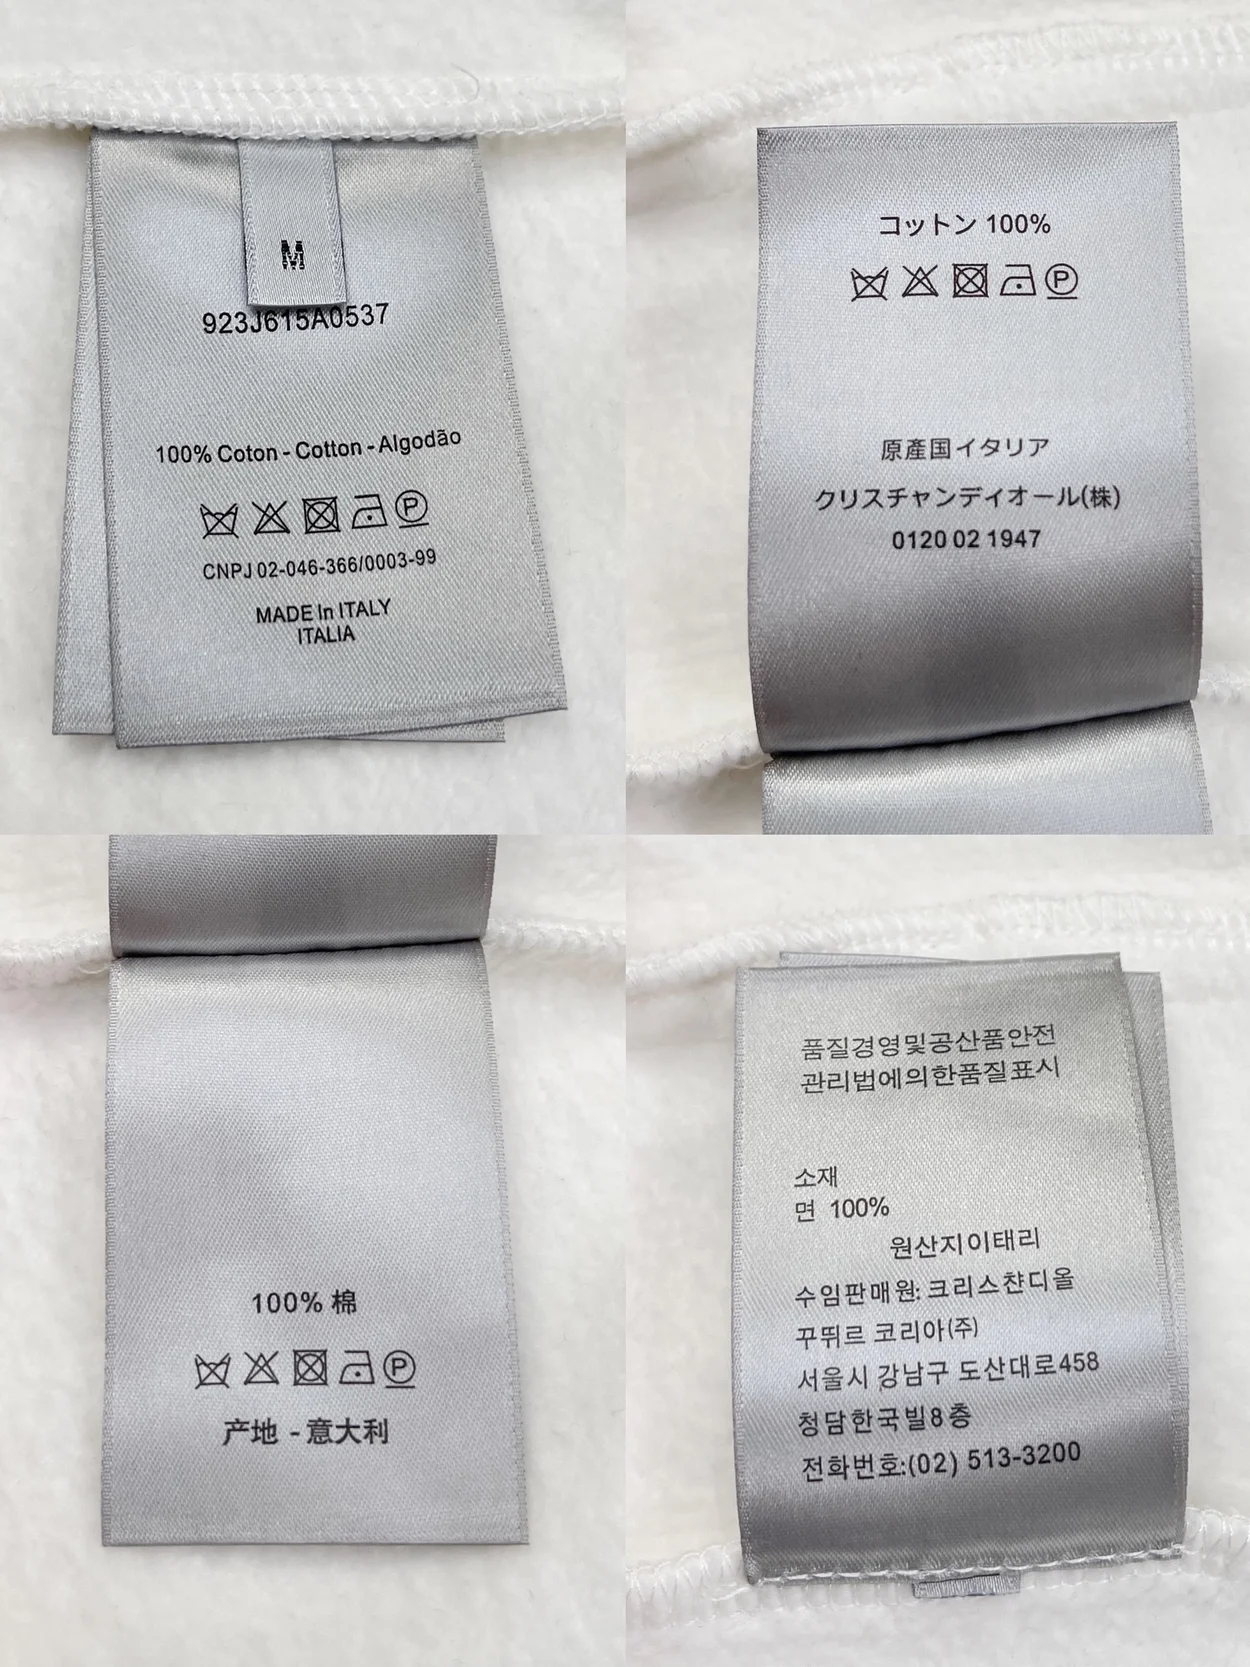 M
923J615A0537
100% Coton - Cotton - Algodão
P
CNPJ 02-046-366/0003-99
MADE In ITALY
ITALIA
コットン 100%
P
原產国イタリア
クリスチャンデイオール(株)
0120 02 1947
100% 棉
P
产地 - 意大利
품질경영및공산품안전
관리법에의한품질표시
소재
면 100%
원산지이태리
수임판매원: 크리스챤디올
꾸뛰르 코리아(주)
서울시 강남구 도산대로458
청담한국빌8층
전화번호:(02) 513-3200